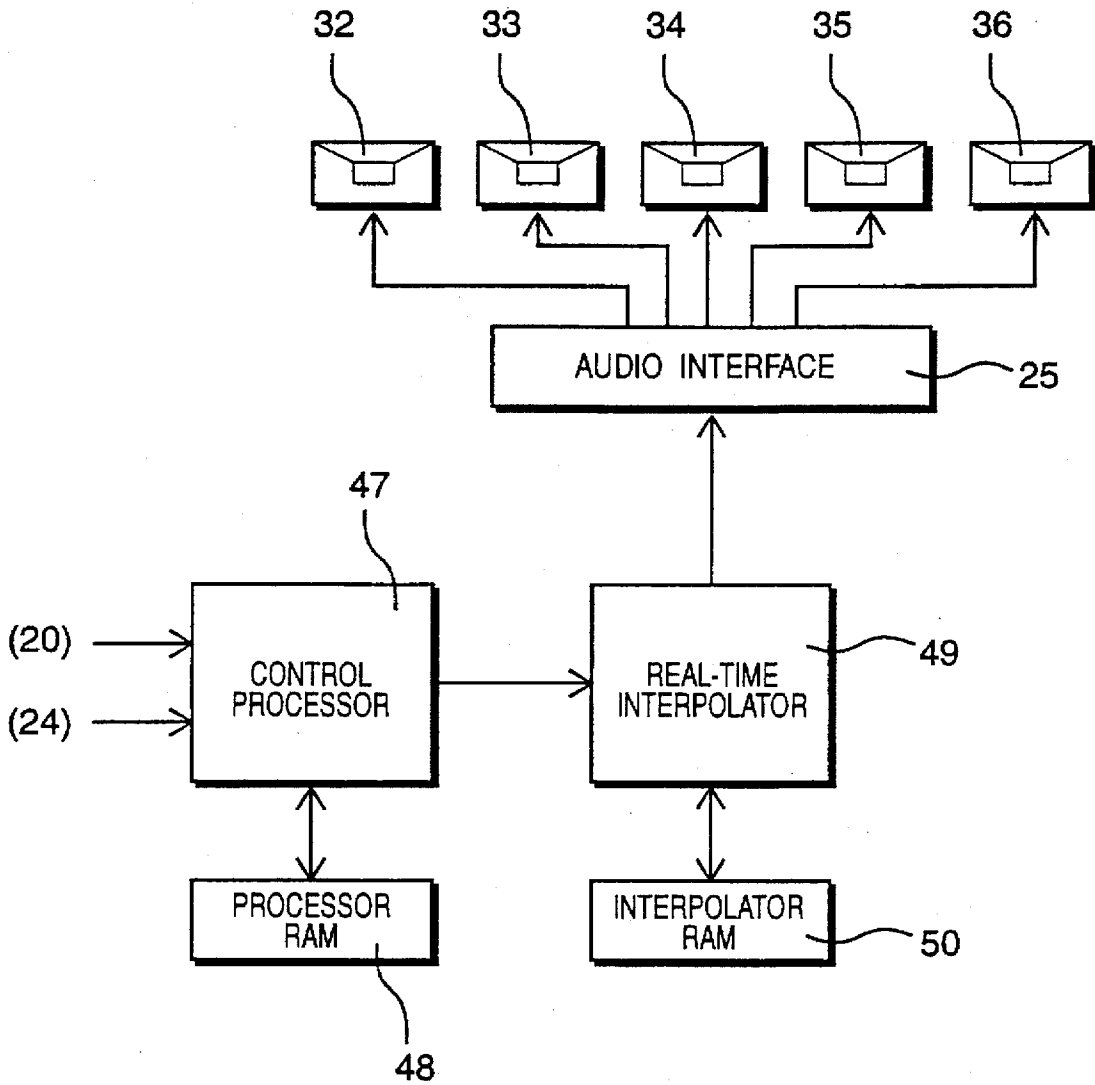 32 33 34 35 36
AUDIO INTERFACE
25
47
(20)
(24)
CONTROL
PROCESSOR
REAL-TIME
INTERPOLATOR
49
PROCESSOR
RAM
INTERPOLATOR
RAM
50
48